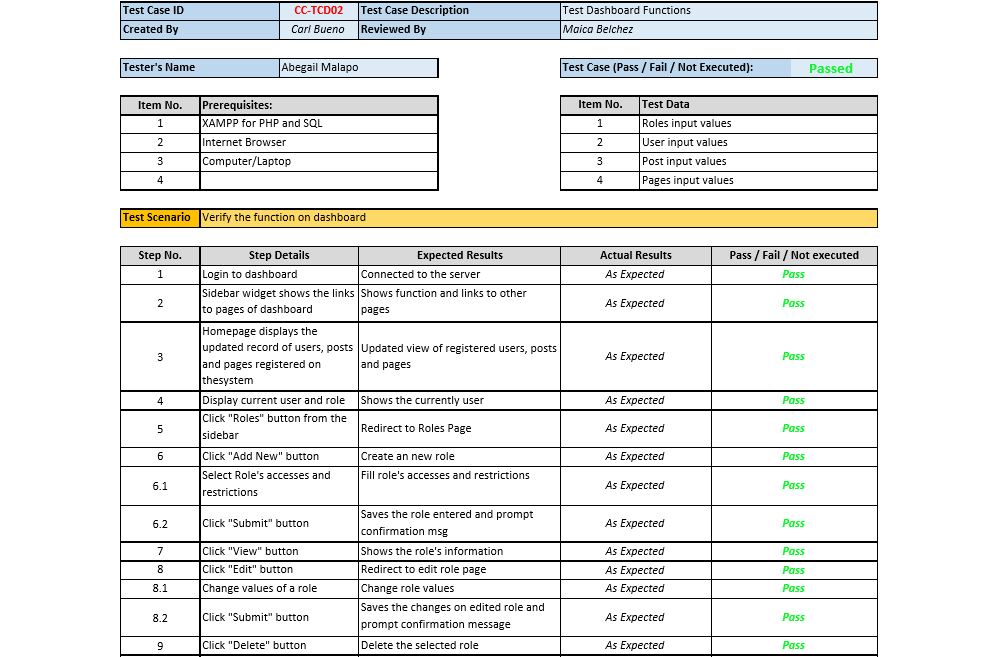 Test Case ID CC-TCD02 Test Case Description Test Dashboard Functions
Created By Carl Bueno Reviewed By Maica Belchez
Tester's Name Abegail Malapo Test Case (Pass / Fail / Not Executed): Passed
Item No. Prerequisites: Item No. Test Data
1 XAMPP for PHP and SQL 1 Roles input values
2 Internet Browser 2 User input values
3 Computer/Laptop 3 Post input values
4 4 Pages input values
Test Scenario Verify the function on dashboard
Step No. Step Details Expected Results Actual Results Pass / Fail / Not executed
1 Login to dashboard Connected to the server As Expected Pass
2 Sidebar widget shows the links
to pages of dashboard Shows function and links to other
pages As Expected Pass
3 Homepage displays the
updated record of users, posts
and pages registered on
thesystem Updated view of registered users, posts
and pages As Expected Pass
4 Display current user and role Shows the currently user As Expected Pass
5 Click "Roles" button from the
sidebar Redirect to Roles Page As Expected Pass
6 Click "Add New" button Create an new role As Expected Pass
6.1 Select Role's accesses and
restrictions Fill role's accesses and restrictions As Expected Pass
6.2 Click "Submit" button Saves the role entered and prompt
confirmation msg As Expected Pass
7 Click "View" button Shows the role's information As Expected Pass
8 Click "Edit" button Redirect to edit role page As Expected Pass
8.1 Change values of a role Change role values As Expected Pass
8.2 Click "Submit" button Saves the changes on edited role and
prompt confirmation message As Expected Pass
9 Click "Delete" button Delete the selected role As Expected Pass